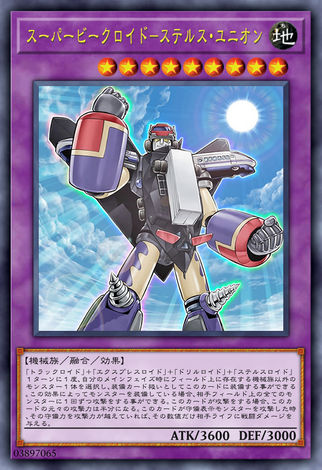 スーパービークロイド－ステルス・ユニオン
地
【機械族／融合／効果】
「トラックロイド」＋「エクスプレスロイド」＋「ドリルロイド」＋「ステルスロイド」
１ターンに１度、自分のメインフェイズ時にフィールド上に存在する機械族以外の
モンスター１体を選択し、装備カード扱いとしてこのカードに装備する事ができる
。この効果によってモンスターを装備している場合、相手フィールド上の全てのモ
ンスターに１回ずつ攻撃をする事ができる。このカードが攻撃をする場合、このカ
ードの元々の攻撃力は半分になる。このカードが守備表示モンスターを攻撃した時
、その守備力を攻撃力が越えていれば、その数値だけ相手ライフに戦闘ダメージを
与える。
ATK/3600 DEF/3000
03897065